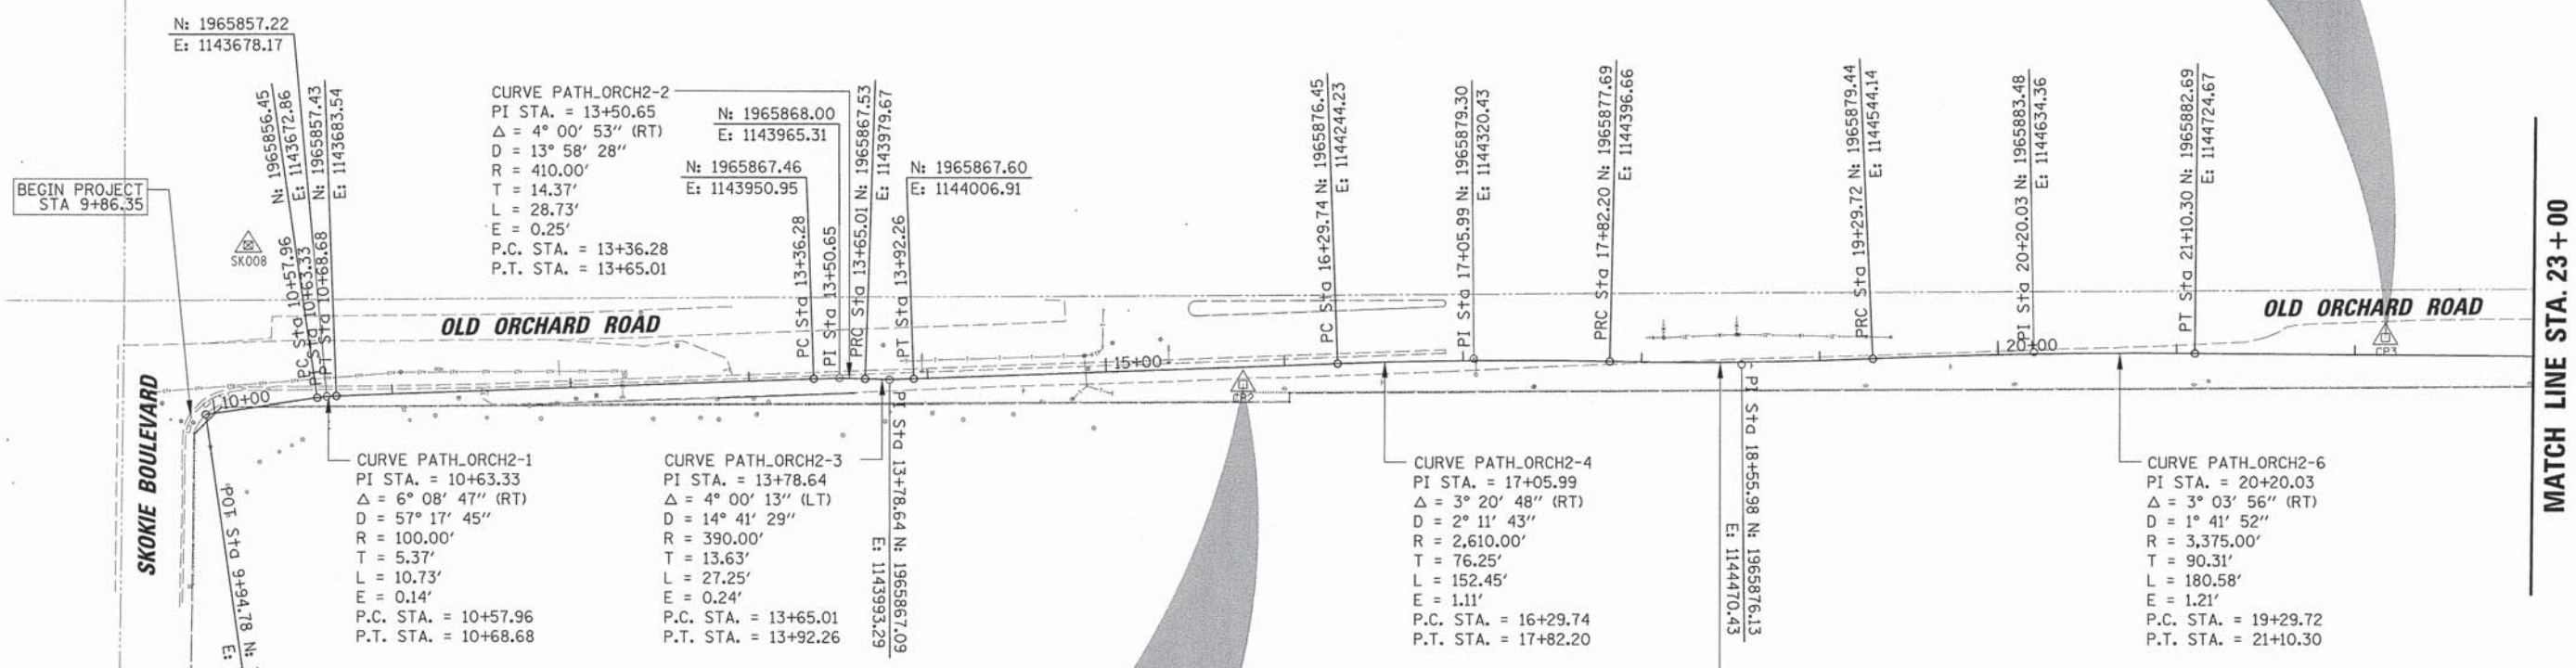 N: 1965857.22
E: 1143678.17
N: 1965856.45
E: 1143672.86
N: 1965857.43
E: 1143683.54
BEGIN PROJECT
STA 9+86.35
SK008
PC Sta 10+57.96
PI Sta 10+63.33
PT Sta 10+68.68
CURVE PATH_ORCH2-2
PI STA. = 13+50.65
Δ = 4° 00' 53" (RT)
D = 13° 58' 28"
R = 410.00'
T = 14.37'
L = 28.73'
E = 0.25'
P.C. STA. = 13+36.28
P.T. STA. = 13+65.01
N: 1965868.00
E: 1143965.31
N: 1965867.46
E: 1143950.95
PC Sta 13+36.28
PI Sta 13+50.65
PRC Sta 13+65.01 N: 1965867.53
E: 1143979.67
N: 1965867.60
E: 1144006.91
PT Sta 13+92.26
PC Sta 16+29.74 N: 1965876.45
E: 1144244.23
PI Sta 17+05.99 N: 1965879.30
E: 1144320.43
PRC Sta 17+82.20 N: 1965877.69
E: 1144396.66
PRC Sta 19+29.72 N: 1965879.44
E: 1144544.14
PI Sta 20+20.03 N: 1965883.48
E: 1144634.36
PT Sta 21+10.30 N: 1965882.69
E: 1144724.67
OLD ORCHARD ROAD
OLD ORCHARD ROAD
CP3
10+00
15+00
20+00
CP2
SKOKIE BOULEVARD
MATCH LINE STA. 23+00
POT Sta 9+94.78 N:
E:
CURVE PATH_ORCH2-1
PI STA. = 10+63.33
Δ = 6° 08' 47" (RT)
D = 57° 17' 45"
R = 100.00'
T = 5.37'
L = 10.73'
E = 0.14'
P.C. STA. = 10+57.96
P.T. STA. = 10+68.68
CURVE PATH_ORCH2-3
PI STA. = 13+78.64
Δ = 4° 00' 13" (LT)
D = 14° 41' 29"
R = 390.00'
T = 13.63'
L = 27.25'
E = 0.24'
P.C. STA. = 13+65.01
P.T. STA. = 13+92.26
PI Sta 13+78.64 N: 1965867.09
E: 1143993.29
CURVE PATH_ORCH2-4
PI STA. = 17+05.99
Δ = 3° 20' 48" (RT)
D = 2° 11' 43"
R = 2,610.00'
T = 76.25'
L = 152.45'
E = 1.11'
P.C. STA. = 16+29.74
P.T. STA. = 17+82.20
PI Sta 18+55.98 N: 1965876.13
E: 1144470.43
CURVE PATH_ORCH2-6
PI STA. = 20+20.03
Δ = 3° 03' 56" (RT)
D = 1° 41' 52"
R = 3,375.00'
T = 90.31'
L = 180.58'
E = 1.21'
P.C. STA. = 19+29.72
P.T. STA. = 21+10.30